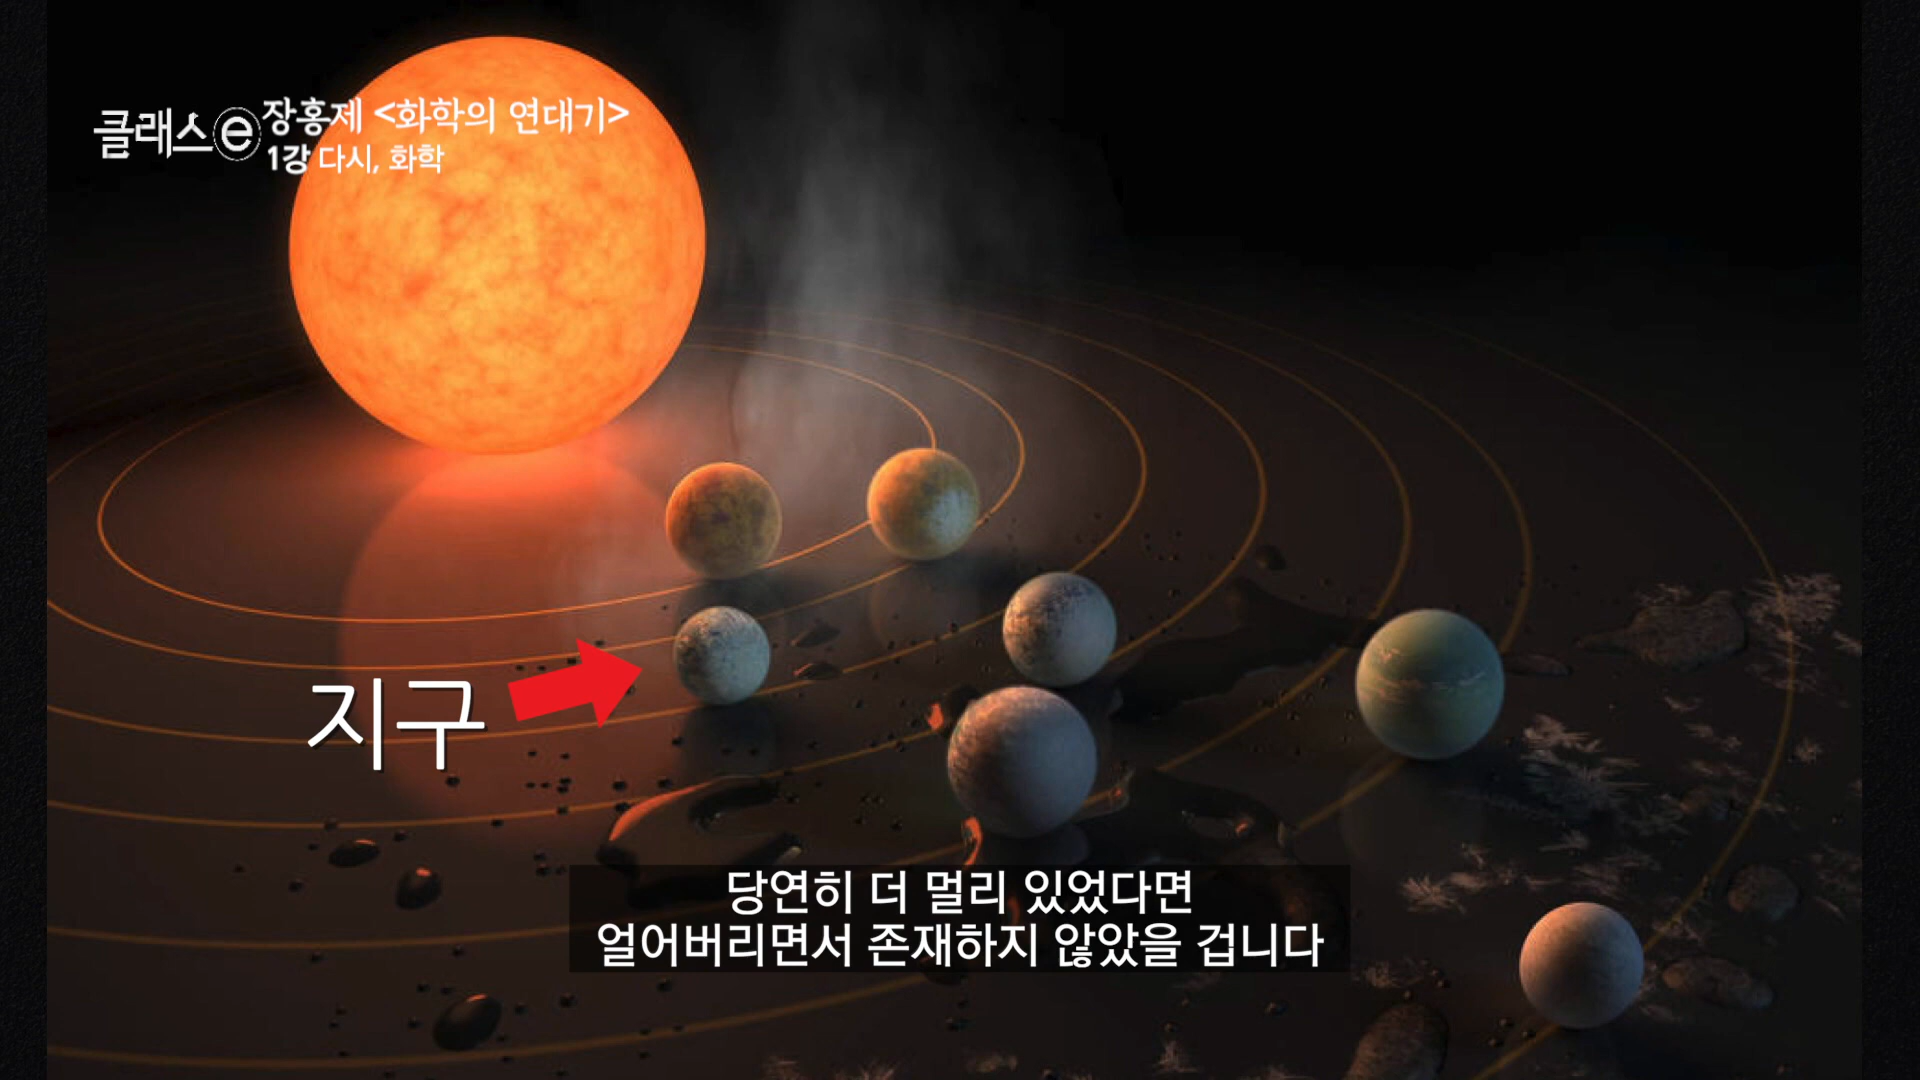 클래스e
장홍제 <화학의 연대기>
1강 다시, 화학
지구
당연히 더 멀리 있었다면
얼어버리면서 존재하지 않았을 겁니다